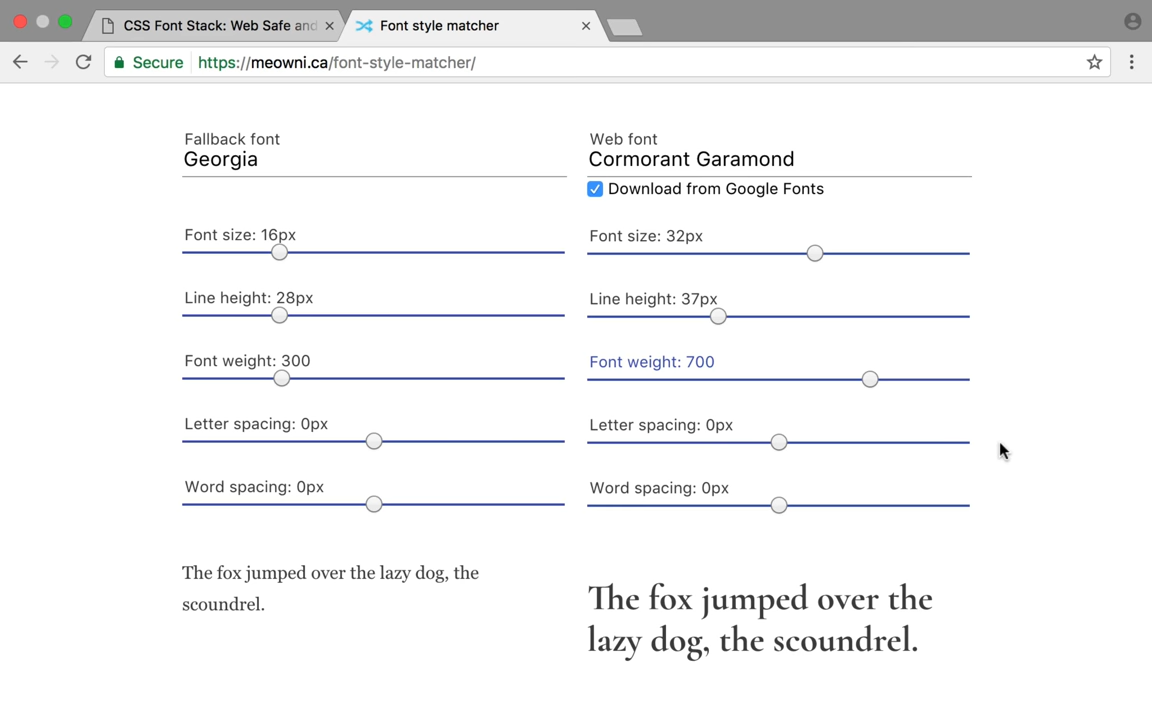 CSS Font Stack: Web Safe and
Font style matcher
Secure https://meowni.ca/font-style-matcher/
Fallback font
Georgia
Web font
Cormorant Garamond
Download from Google Fonts
Font size: 16px
Font size: 32px
Line height: 28px
Line height: 37px
Font weight: 300
Font weight: 700
Letter spacing: 0px
Letter spacing: 0px
Word spacing: 0px
Word spacing: 0px
The fox jumped over the lazy dog, the
scoundrel.
The fox jumped over the
lazy dog, the scoundrel.